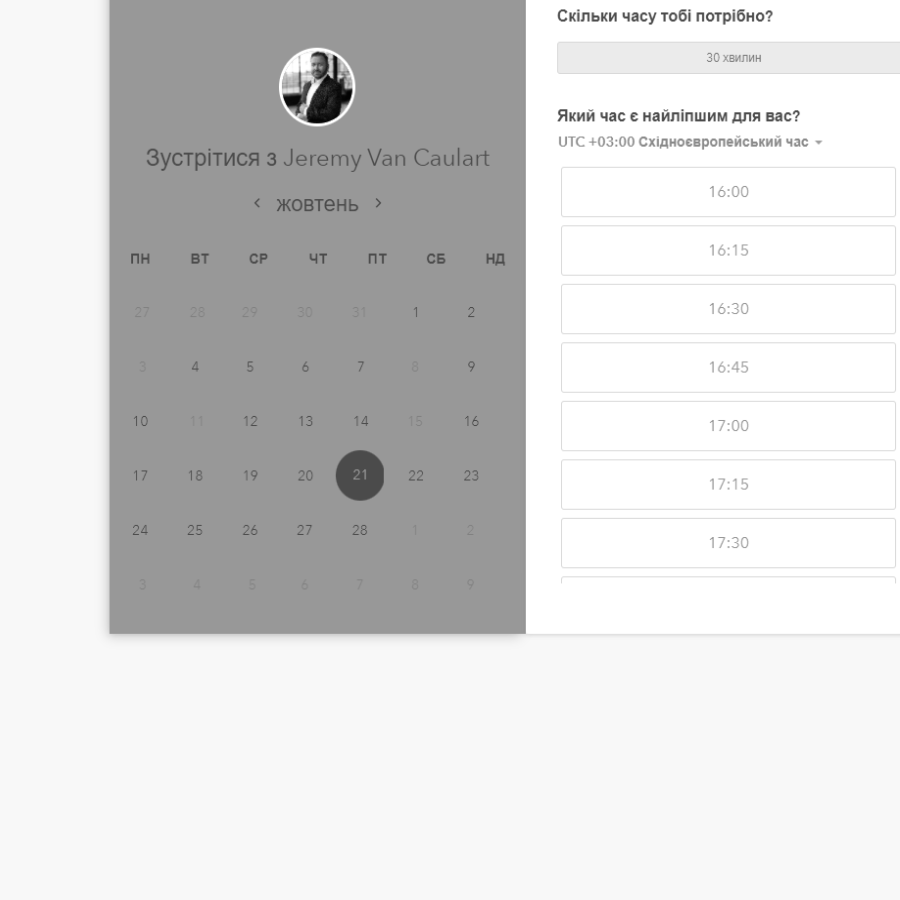 Зустрітися з Jeremy Van Caulart
жовтень
ПН ВТ СР ЧТ ПТ СБ НД
27 28 29 30 31 1 2
3 4 5 6 7 8 9
10 11 12 13 14 15 16
17 18 19 20 21 22 23
24 25 26 27 28 1 2
3 4 5 6 7 8 9
Скільки часу тобі потрібно?
30 хвилин
Який час є найліпшим для вас?
UTC +03:00 Східноєвропейський час
16:00
16:15
16:30
16:45
17:00
17:15
17:30